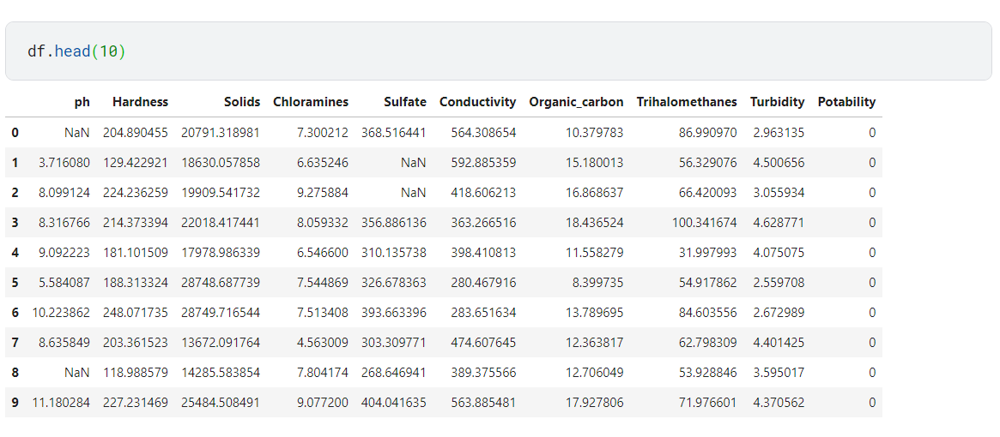 df.head(10)
ph Hardness Solids Chloramines Sulfate Conductivity Organic_carbon Trihalomethanes Turbidity Potability
0 NaN 204.890455 20791.318981 7.300212 368.516441 564.308654 10.379783 86.990970 2.963135 0
1 3.716080 129.422921 18630.057858 6.635246 NaN 592.885359 15.180013 56.329076 4.500656 0
2 8.099124 224.236259 19909.541732 9.275884 NaN 418.606213 16.868637 66.420093 3.055934 0
3 8.316766 214.373394 22018.417441 8.059332 356.886136 363.266516 18.436524 100.341674 4.628771 0
4 9.092223 181.101509 17978.986339 6.546600 310.135738 398.410813 11.558279 31.997993 4.075075 0
5 5.584087 188.313324 28748.687739 7.544869 326.678363 280.467916 8.399735 54.917862 2.559708 0
6 10.223862 248.071735 28749.716544 7.513408 393.663396 283.651634 13.789695 84.603556 2.672989 0
7 8.635849 203.361523 13672.091764 4.563009 303.309771 474.607645 12.363817 62.798309 4.401425 0
8 NaN 118.988579 14285.583854 7.804174 268.646941 389.375566 12.706049 53.928846 3.595017 0
9 11.180284 227.231469 25484.508491 9.077200 404.041635 563.885481 17.927806 71.976601 4.370562 0